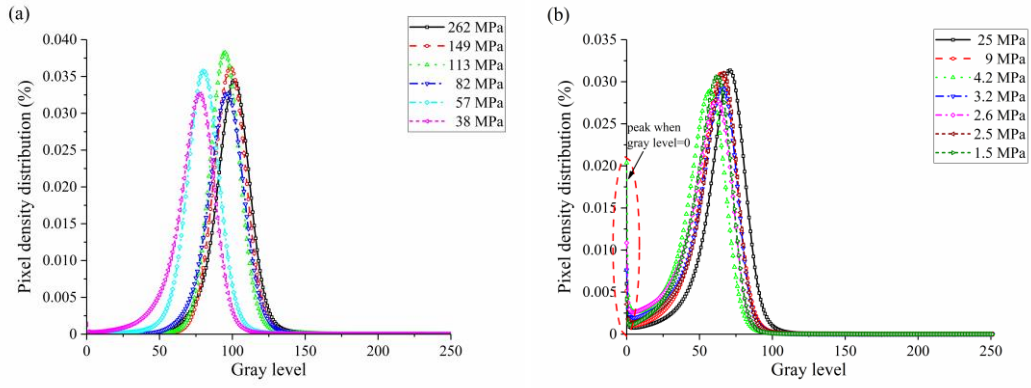 (a)
262 MPa
149 MPa
113 MPa
82 MPa
57 MPa
38 MPa
0.040
0.035
0.030
0.025
0.020
0.015
0.010
0.005
0
Pixel density distribution (%)
0 50 100 150 200 250
Gray level
(b)
25 MPa
9 MPa
4.2 MPa
3.2 MPa
2.6 MPa
2.5 MPa
1.5 MPa
0.035
0.030
0.025
0.020
0.015
0.010
0.005
0
Pixel density distribution (%)
peak when
gray level=0
0 50 100 150 200 250
Gray level